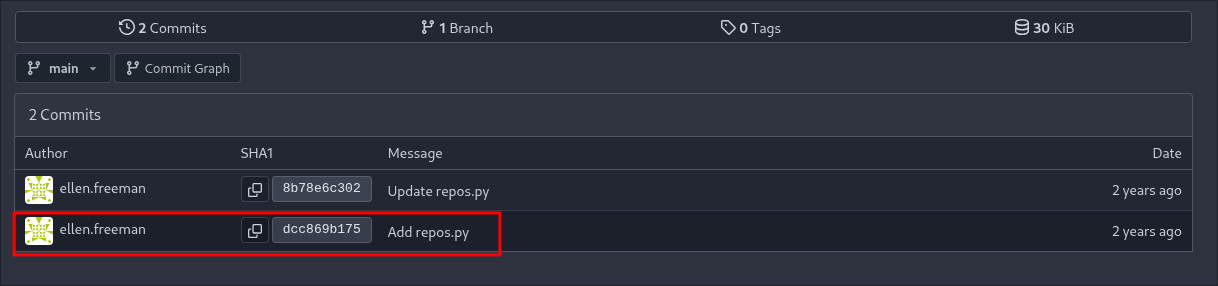 2 Commits 1 Branch 0 Tags 30 KiB
main Commit Graph
2 Commits
Author SHA1 Message Date
ellen.freeman 8b78e6c302 Update repos.py 2 years ago
ellen.freeman dcc869b175 Add repos.py 2 years ago